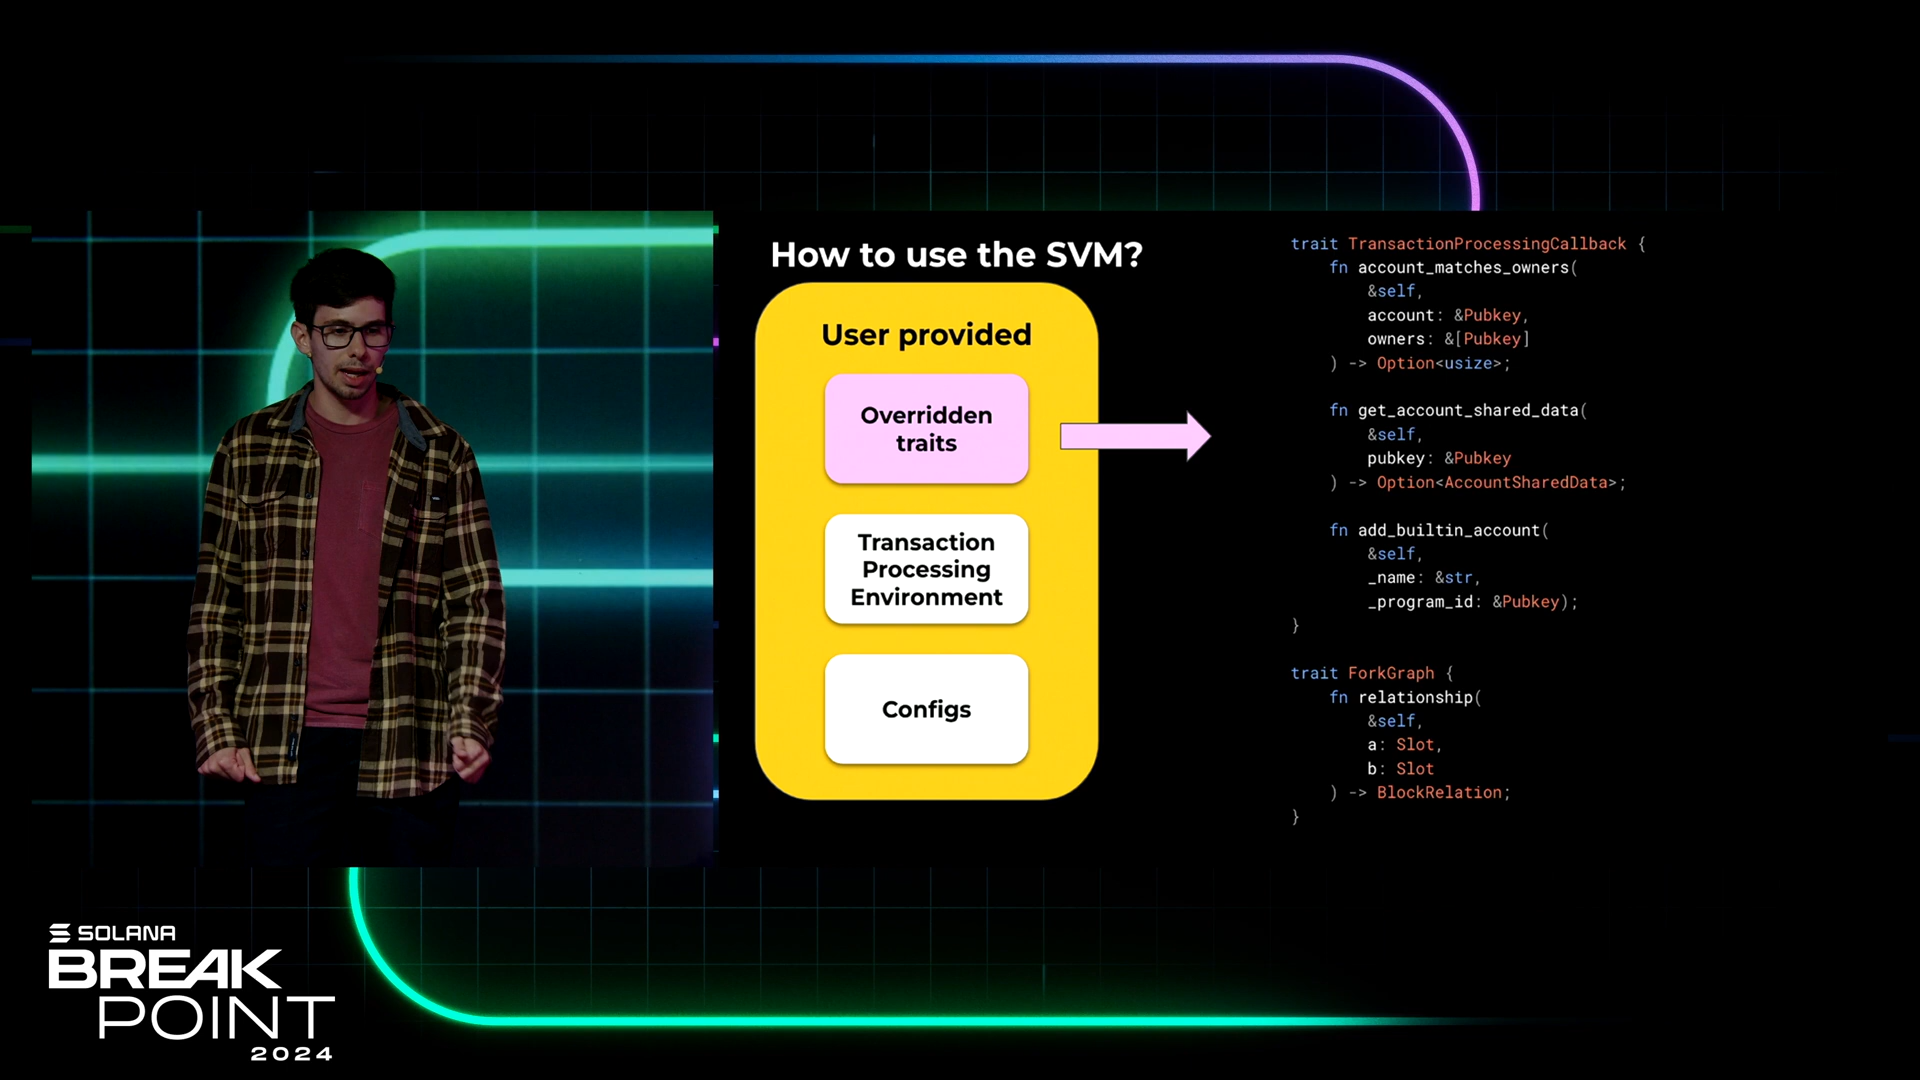 How to use the SVM?
User provided
Overridden
traits
Transaction
Processing
Environment
Configs
trait TransactionProcessingCallback {
    fn account_matches_owners(
        &self,
        account: &Pubkey,
        owners: &[Pubkey]
    ) -> Option<usize>;

    fn get_account_shared_data(
        &self,
        pubkey: &Pubkey
    ) -> Option<AccountSharedData>;

    fn add_builtin_account(
        &self,
        _name: &str,
        _program_id: &Pubkey);
}

trait ForkGraph {
    fn relationship(
        &self,
        a: Slot,
        b: Slot
    ) -> BlockRelation;
}
SOLANA
BREAK
POINT
2024